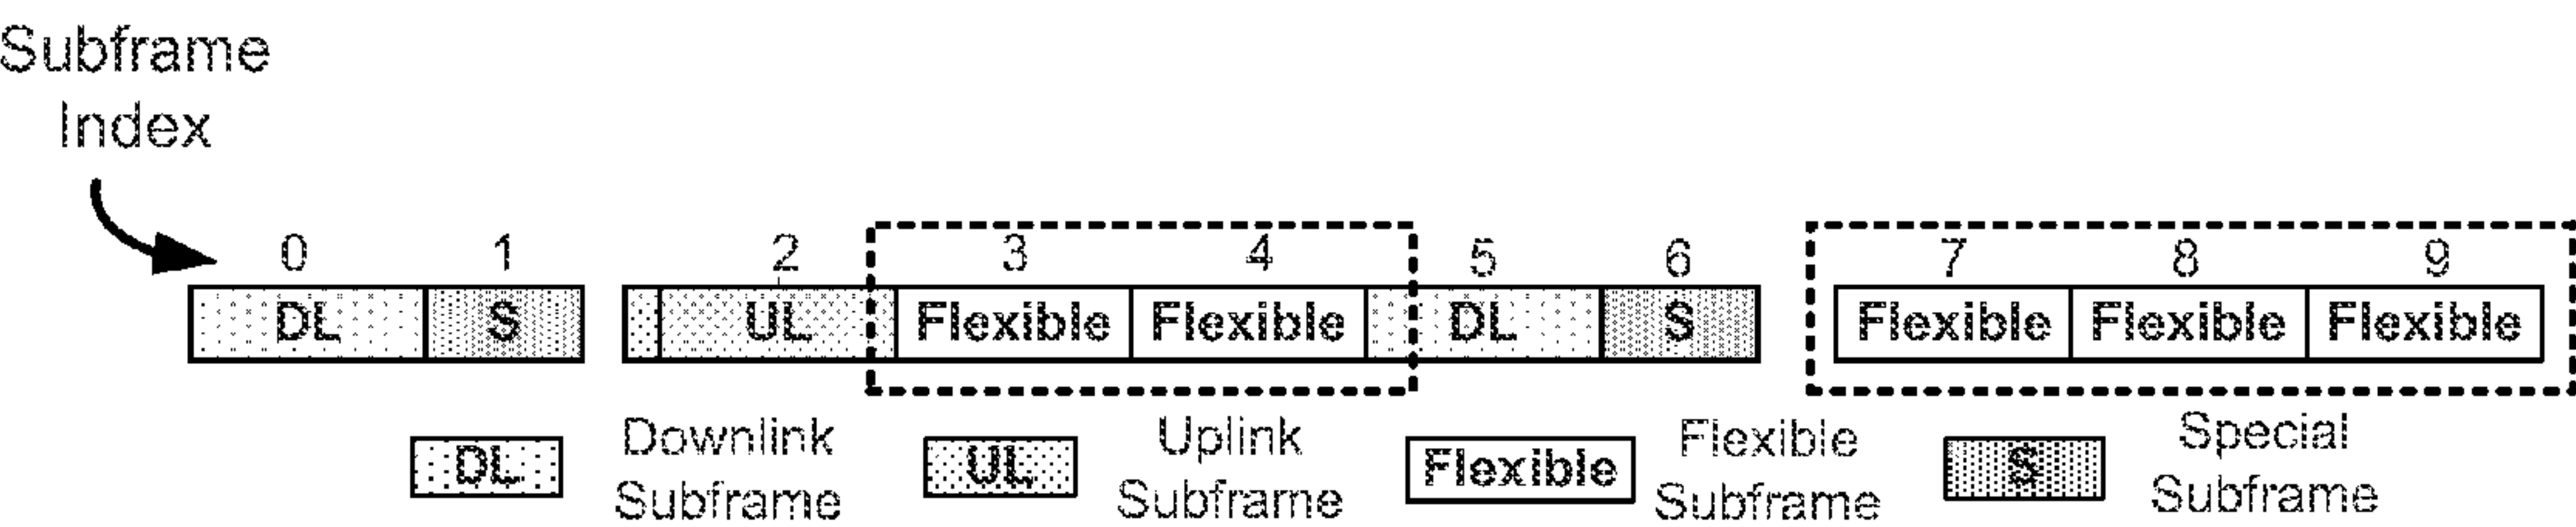 Subframe
Index
0 1 2 3 4 5 6 7 8 9
DL S UL Flexible Flexible DL S Flexible Flexible Flexible
DL Downlink
Subframe
UL Uplink
Subframe
Flexible Flexible
Subframe
S Special
Subframe